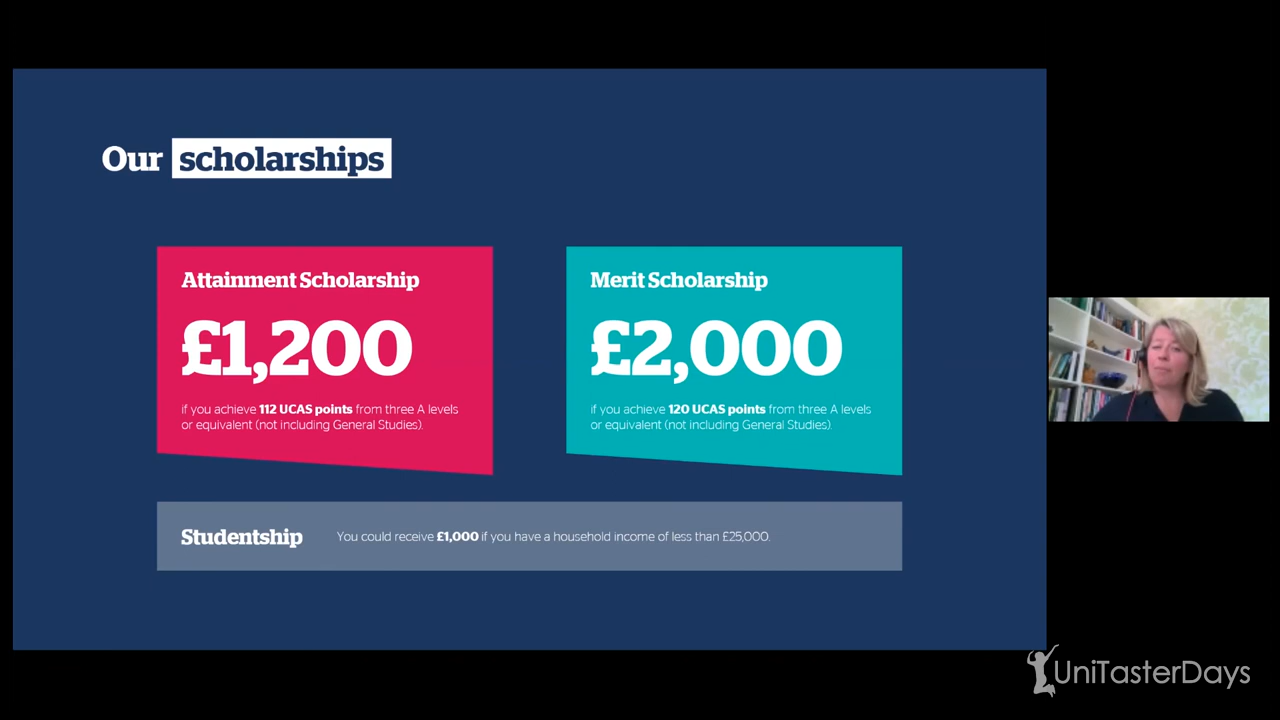 Our scholarships
Attainment Scholarship
£1,200
if you achieve 112 UCAS points from three A levels
or equivalent (not including General Studies).
Merit Scholarship
£2,000
if you achieve 120 UCAS points from three A levels
or equivalent (not including General Studies).
Studentship
You could receive £1,000 if you have a household income of less than £25,000.
UniTasterDays